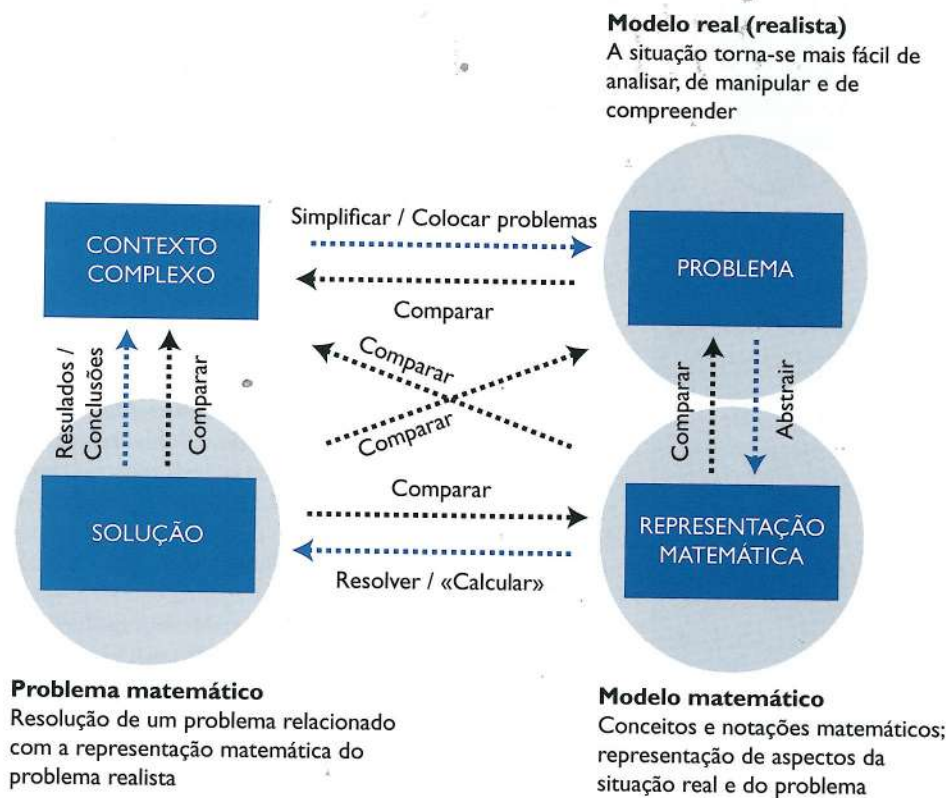 Modelo real (realista)
A situação torna-se mais fácil de
analisar, de manipular e de
compreender
CONTEXTO
COMPLEXO
Simplificar / Colocar problemas
Comparar
PROBLEMA
Resulados /
Conclusões
Comparar
Comparar
Comparar
Comparar
Abstrair
SOLUÇÃO
Comparar
Resolver / «Calcular»
REPRESENTAÇÃO
MATEMÁTICA
Problema matemático
Resolução de um problema relacionado
com a representação matemática do
problema realista
Modelo matemático
Conceitos e notações matemáticos;
representação de aspectos da
situação real e do problema